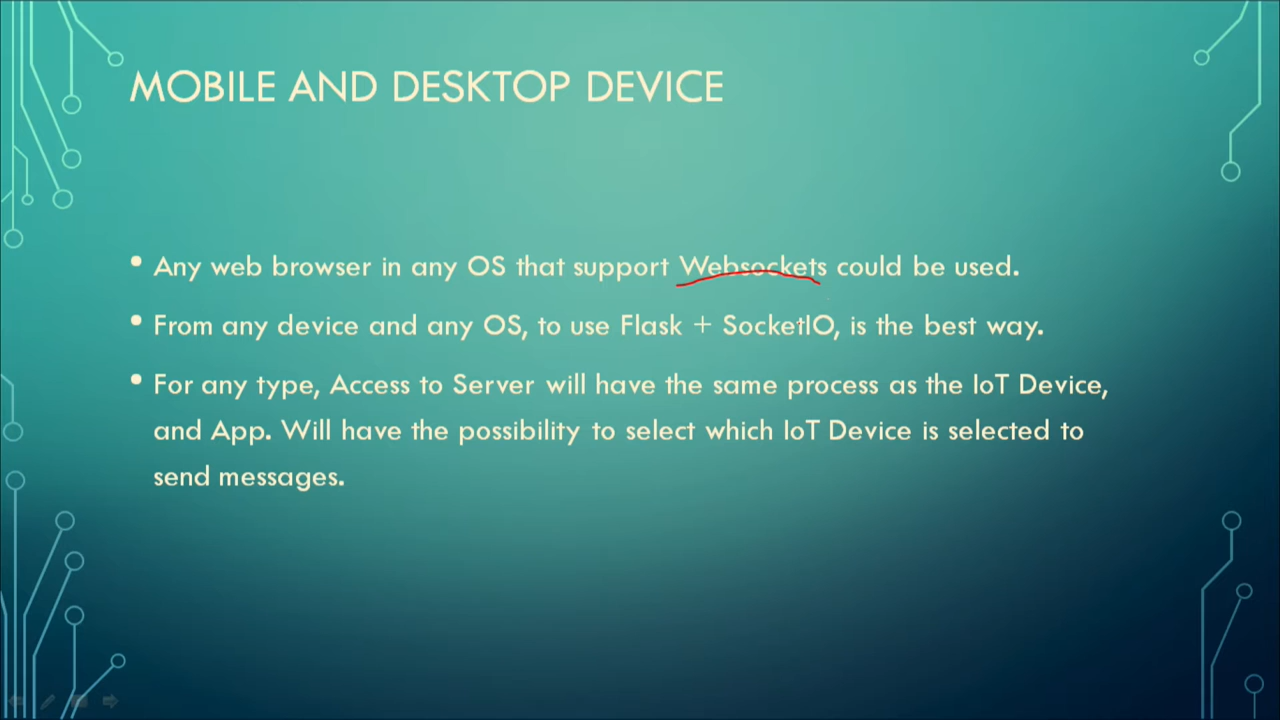 MOBILE AND DESKTOP DEVICE
• Any web browser in any OS that support Websockets could be used.
• From any device and any OS, to use Flask + SocketIO, is the best way.
• For any type, Access to Server will have the same process as the IoT Device,
and App. Will have the possibility to select which IoT Device is selected to
send messages.